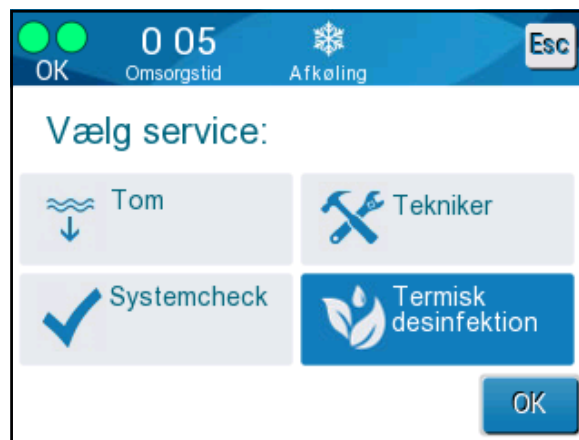 0 05
Esc
OK
Omsorgstid
Afkøling
Vælg service:
Tom
Tekniker
Systemcheck
Termisk
desinfektion
OK